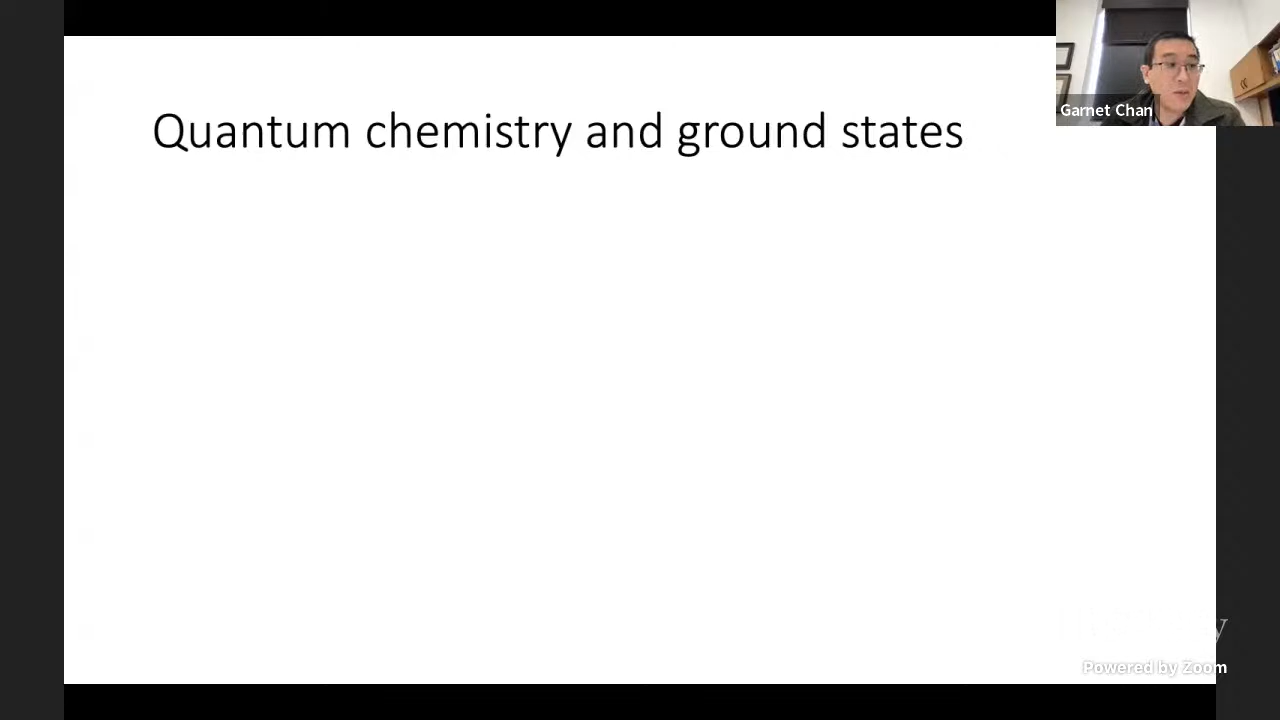 Quantum chemistry and ground states
Garnet Chan
Powered by Zoom